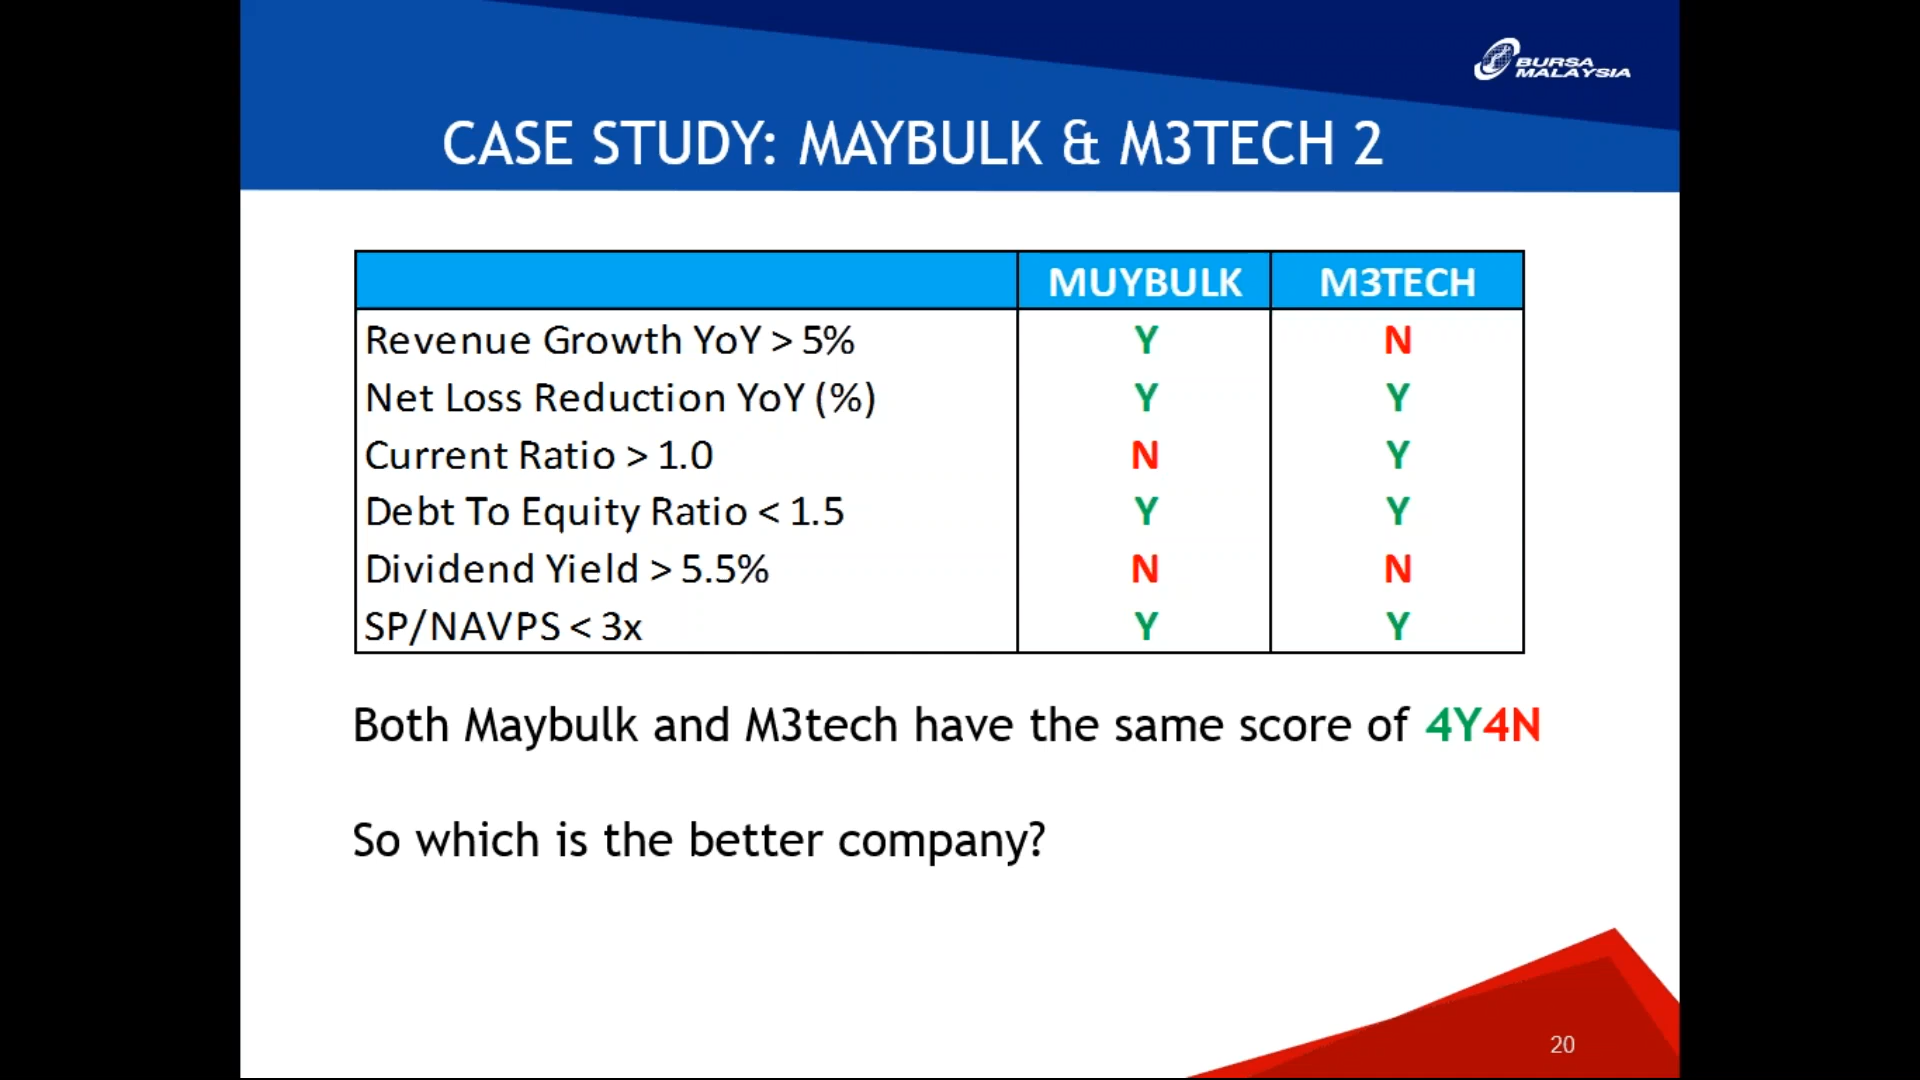 BURSA
MALAYSIA
CASE STUDY: MAYBULK & M3TECH 2
MUYBULK M3TECH
Revenue Growth YoY > 5% Y N
Net Loss Reduction YoY (%) Y Y
Current Ratio > 1.0 N Y
Debt To Equity Ratio < 1.5 Y Y
Dividend Yield > 5.5% N N
SP/NAVPS < 3x Y Y
Both Maybulk and M3tech have the same score of 4Y4N
So which is the better company?
20